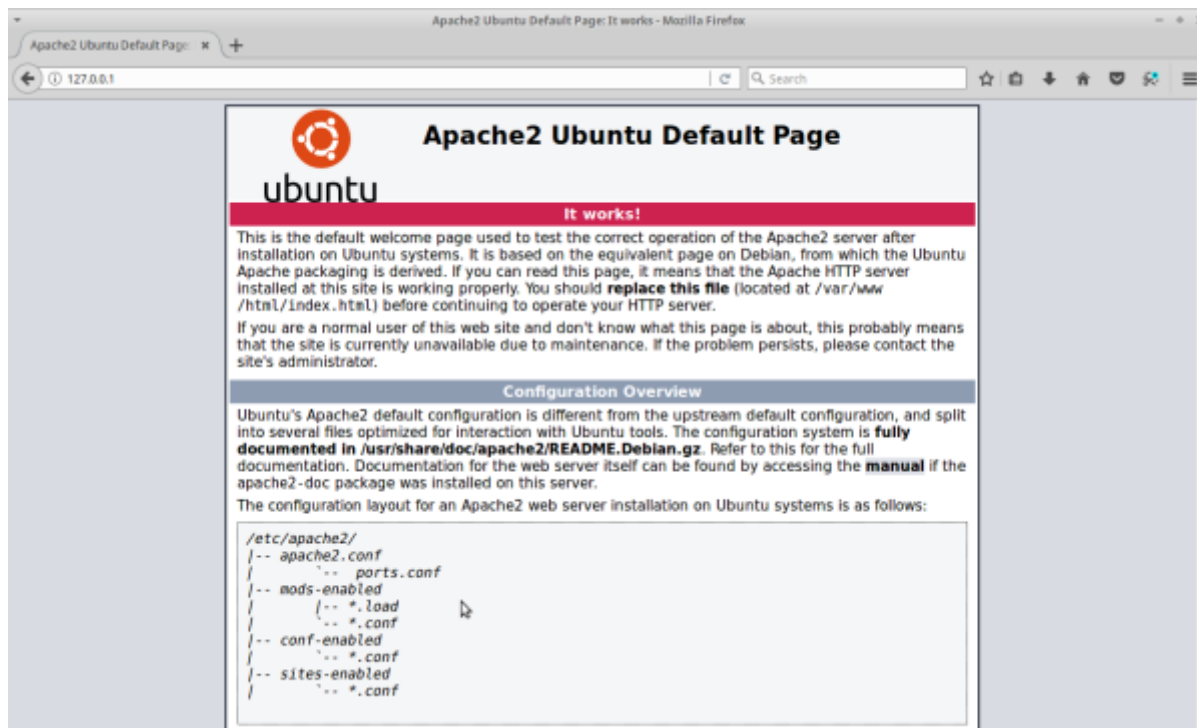 Apache2 Ubuntu Default Page: It works - Mozilla Firefox
Apache2 Ubuntu Default Page:
127.0.0.1
Search
ubuntu
Apache2 Ubuntu Default Page
It works!
This is the default welcome page used to test the correct operation of the Apache2 server after
installation on Ubuntu systems. It is based on the equivalent page on Debian, from which the Ubuntu
Apache packaging is derived. If you can read this page, it means that the Apache HTTP server
installed at this site is working properly. You should replace this file (located at /var/www
/html/index.html) before continuing to operate your HTTP server.
If you are a normal user of this web site and don't know what this page is about, this probably means
that the site is currently unavailable due to maintenance. If the problem persists, please contact the
site's administrator.
Configuration Overview
Ubuntu's Apache2 default configuration is different from the upstream default configuration, and split
into several files optimized for interaction with Ubuntu tools. The configuration system is fully
documented in /usr/share/doc/apache2/README.Debian.gz. Refer to this for the full
documentation. Documentation for the web server itself can be found by accessing the manual if the
apache2-doc package was installed on this server.
The configuration layout for an Apache2 web server installation on Ubuntu systems is as follows:
/etc/apache2/
|-- apache2.conf
|       `--  ports.conf
|-- mods-enabled
|       |-- *.load
|       `-- *.conf
|-- conf-enabled
|       `-- *.conf
|-- sites-enabled
|       `-- *.conf